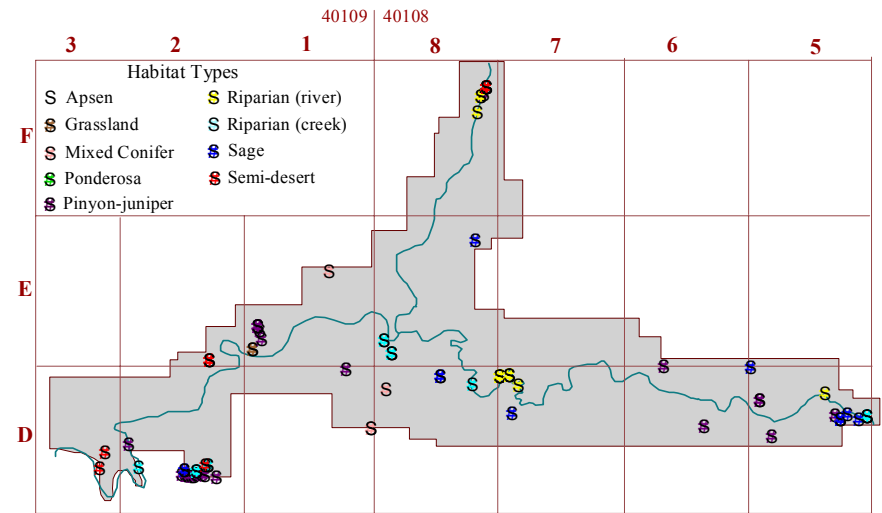 40109 40108
3 2 1 8 7 6 5
Habitat Types
S Apsen
S Riparian (river)
S Grassland
S Riparian (creek)
S Mixed Conifer
S Sage
S Ponderosa
S Semi-desert
S Pinyon-juniper
F
E
D